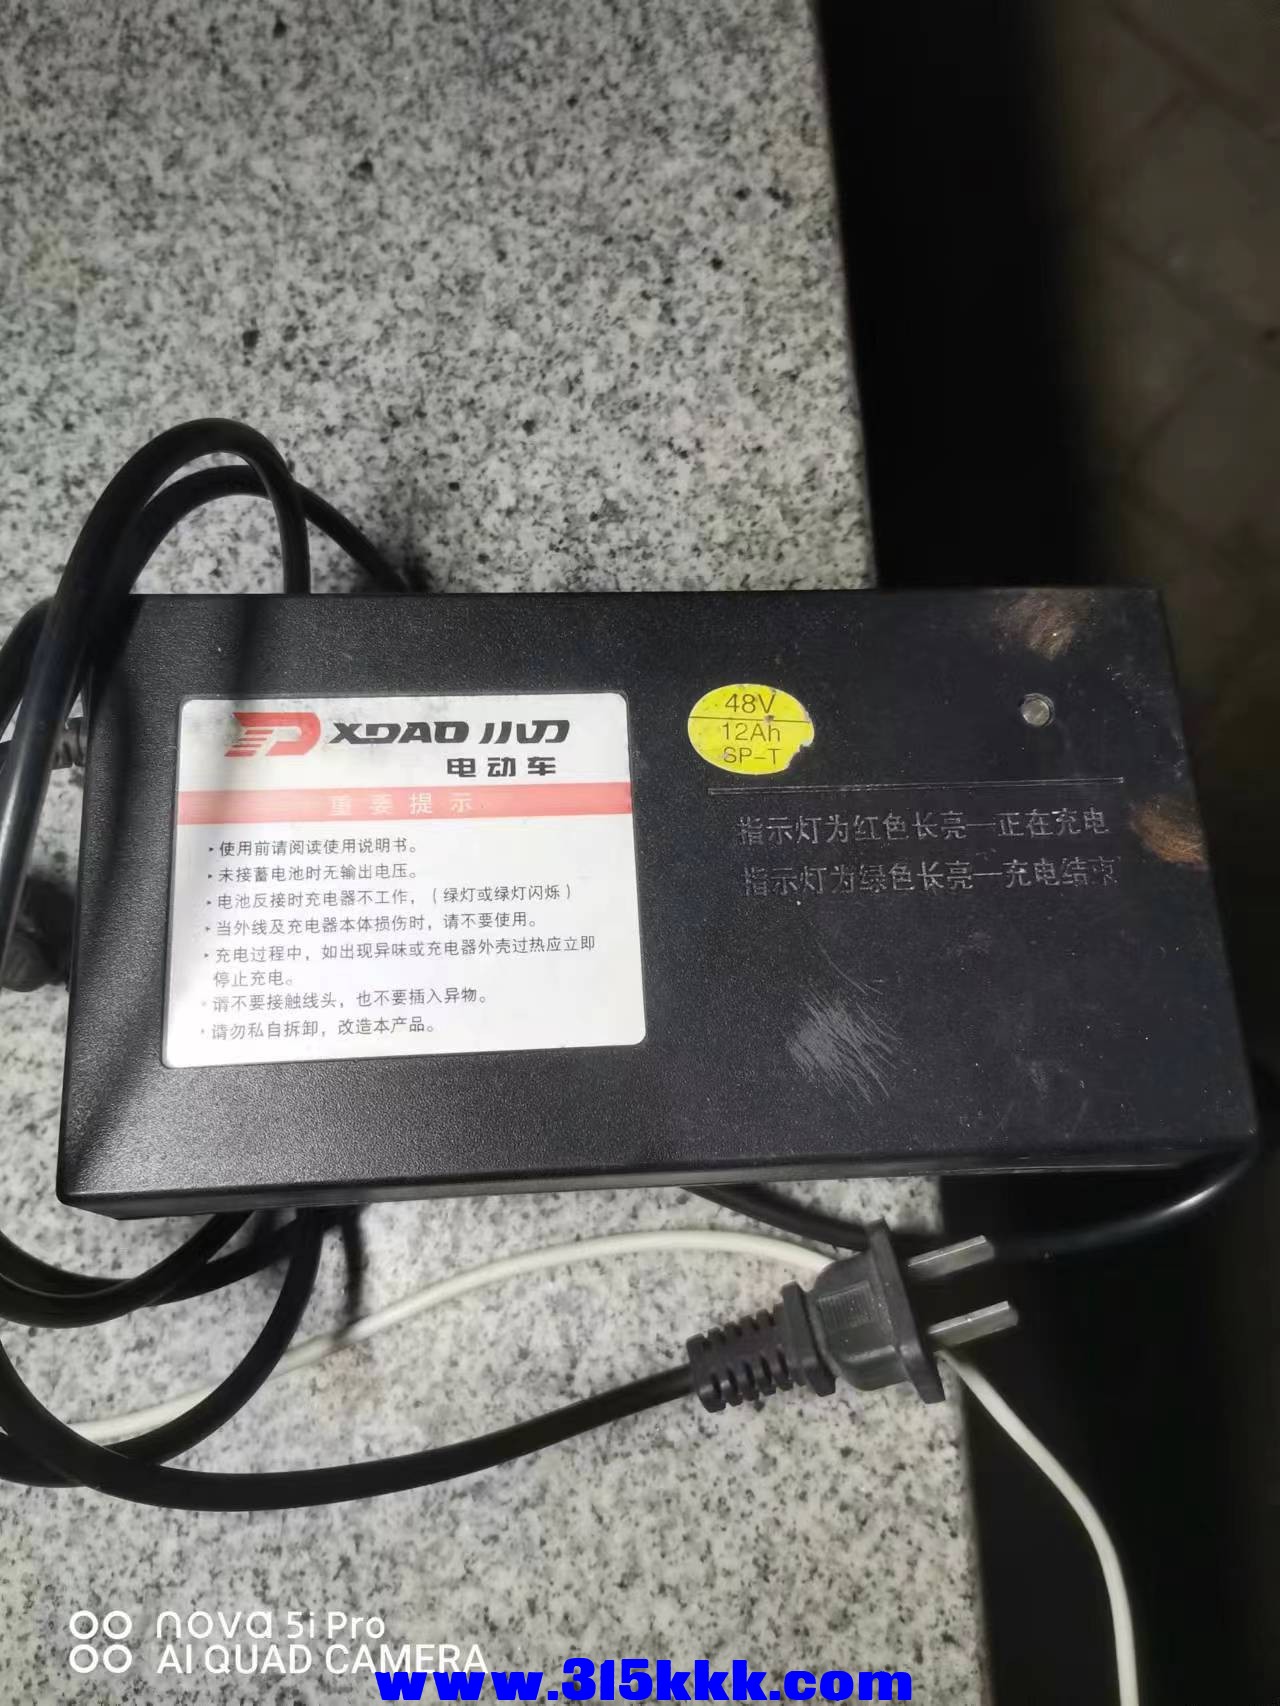 XDAO 小刀
电动车
重要提示
·使用前请阅读使用说明书。
·未接蓄电池时无输出电压。
·电池反接时充电器不工作，（绿灯或绿灯闪烁）
·当外线及充电器本体损伤时，请不要使用。
·充电过程中，如出现异味或充电器外壳过热应立即
停止充电。
·请不要接触线头，也不要插入异物。
·请勿私自拆卸，改造本产品。
48V
12Ah
SP-T
指示灯为红色长亮—正在充电
指示灯为绿色长亮—充电结束
nova 5i Pro
AI QUAD CAMERA
www.315kkk.com